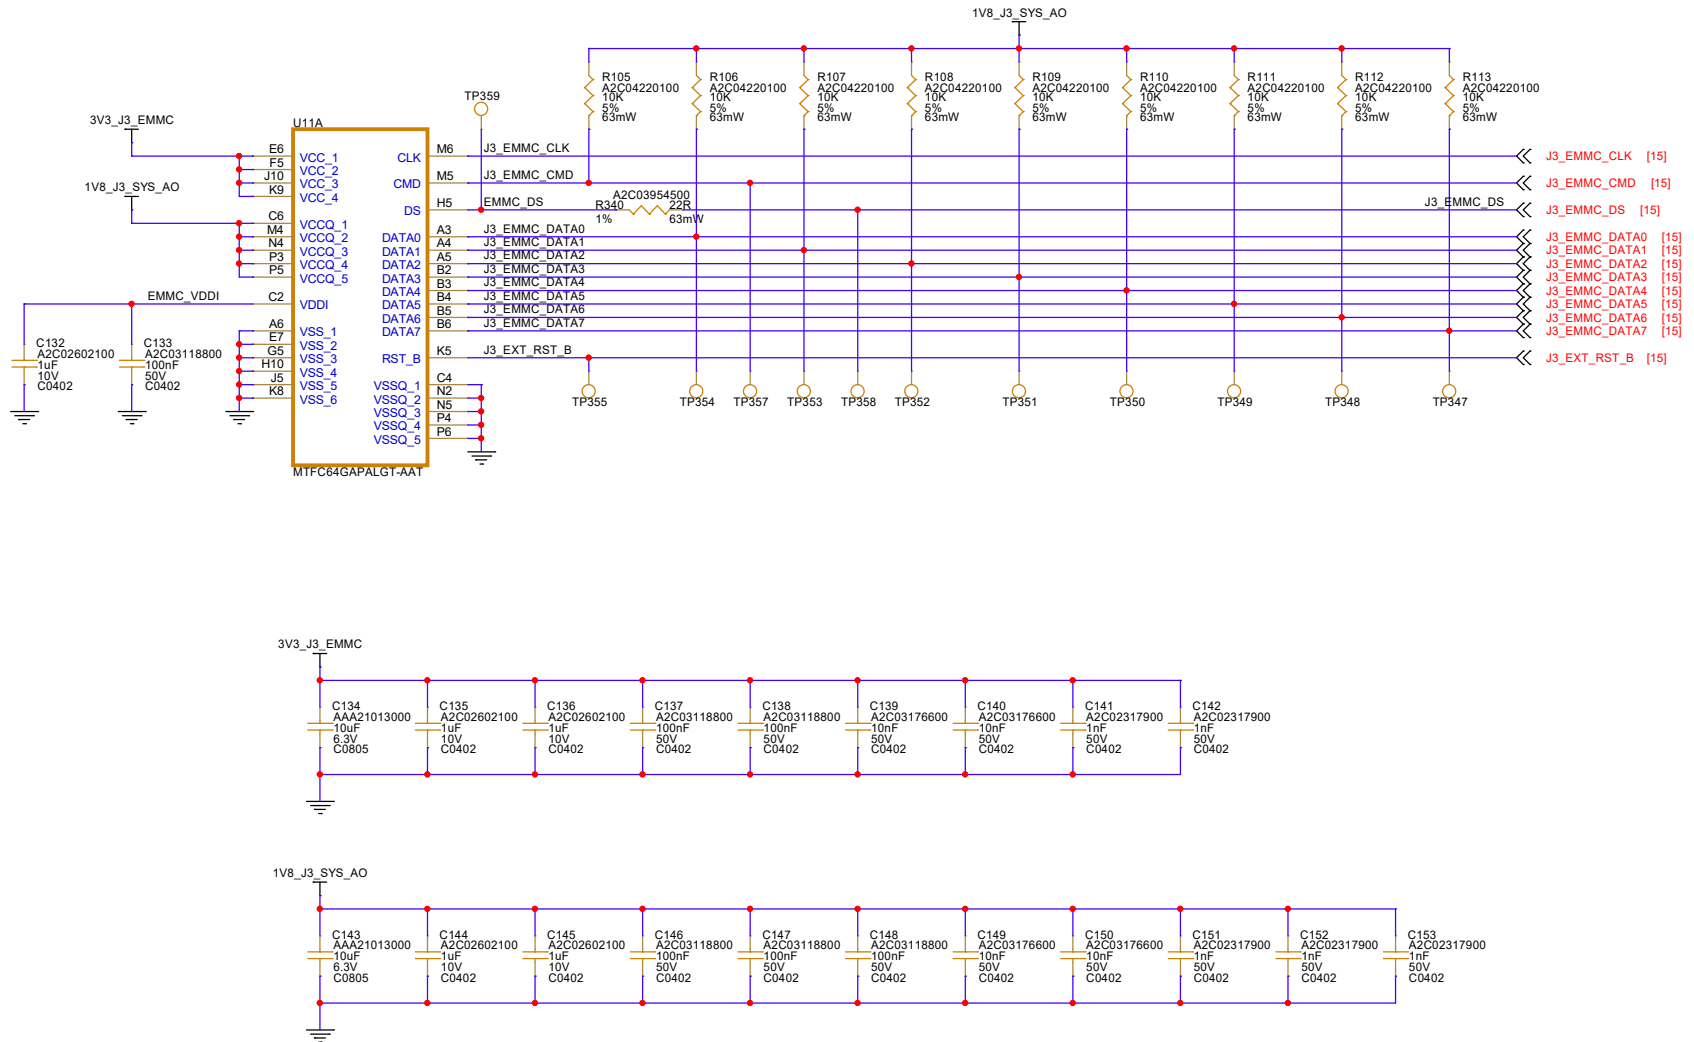 1V8_J3_SYS_AO
R105
A2C04220100
10K
5%
63mW
R106
A2C04220100
10K
5%
63mW
R107
A2C04220100
10K
5%
63mW
R108
A2C04220100
10K
5%
63mW
R109
A2C04220100
10K
5%
63mW
R110
A2C04220100
10K
5%
63mW
R111
A2C04220100
10K
5%
63mW
R112
A2C04220100
10K
5%
63mW
R113
A2C04220100
10K
5%
63mW
TP359
3V3_J3_EMMC
1V8_J3_SYS_AO
EMMC_VDDI
U11A
E6 VCC_1
F5 VCC_2
J10 VCC_3
K9 VCC_4
C6 VCCQ_1
M4 VCCQ_2
N4 VCCQ_3
P3 VCCQ_4
P5 VCCQ_5
C2 VDDI
A6 VSS_1
E7 VSS_2
G5 VSS_3
H10 VSS_4
J5 VSS_5
K8 VSS_6
CLK M6 J3_EMMC_CLK
CMD M5 J3_EMMC_CMD
DS H5 EMMC_DS
DATA0 A3 J3_EMMC_DATA0
DATA1 A4 J3_EMMC_DATA1
DATA2 A5 J3_EMMC_DATA2
DATA3 B2 J3_EMMC_DATA3
DATA4 B3 J3_EMMC_DATA4
DATA5 B4 J3_EMMC_DATA5
DATA6 B5 J3_EMMC_DATA6
DATA7 B6 J3_EMMC_DATA7
RST_B K5 J3_EXT_RST_B
VSSQ_1 C4
VSSQ_2 N2
VSSQ_3 N5
VSSQ_4 P4
VSSQ_5 P6
MTFC64GAPALGT-AAT
A2C03954500
R340 22R
1% 63mW
J3_EMMC_DS
J3_EMMC_CLK [15]
J3_EMMC_CMD [15]
J3_EMMC_DS [15]
J3_EMMC_DATA0 [15]
J3_EMMC_DATA1 [15]
J3_EMMC_DATA2 [15]
J3_EMMC_DATA3 [15]
J3_EMMC_DATA4 [15]
J3_EMMC_DATA5 [15]
J3_EMMC_DATA6 [15]
J3_EMMC_DATA7 [15]
J3_EXT_RST_B [15]
C132
A2C02602100
1uF
10V
C0402
C133
A2C03118800
100nF
50V
C0402
TP355 TP354 TP357 TP353 TP358 TP352 TP351 TP350 TP349 TP348 TP347
3V3_J3_EMMC
C134
AAA21013000
10uF
6.3V
C0805
C135
A2C02602100
1uF
10V
C0402
C136
A2C02602100
1uF
10V
C0402
C137
A2C03118800
100nF
50V
C0402
C138
A2C03118800
100nF
50V
C0402
C139
A2C03176600
10nF
50V
C0402
C140
A2C03176600
10nF
50V
C0402
C141
A2C02317900
1nF
50V
C0402
C142
A2C02317900
1nF
50V
C0402
1V8_J3_SYS_AO
C143
AAA21013000
10uF
6.3V
C0805
C144
A2C02602100
1uF
10V
C0402
C145
A2C02602100
1uF
10V
C0402
C146
A2C03118800
100nF
50V
C0402
C147
A2C03118800
100nF
50V
C0402
C148
A2C03118800
100nF
50V
C0402
C149
A2C03176600
10nF
50V
C0402
C150
A2C03176600
10nF
50V
C0402
C151
A2C02317900
1nF
50V
C0402
C152
A2C02317900
1nF
50V
C0402
C153
A2C02317900
1nF
50V
C0402